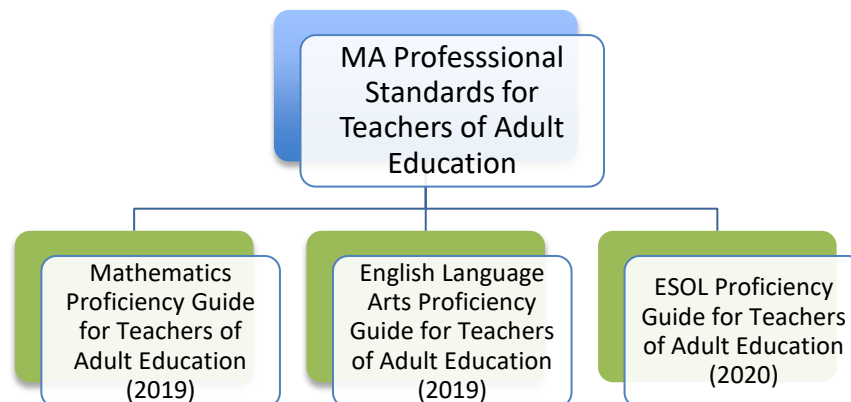 MA Professsional
Standards for
Teachers of Adult
Education
Mathematics
Proficiency Guide
for Teachers of
Adult Education
(2019)
English Language
Arts Proficiency
Guide for Teachers
of Adult Education
(2019)
ESOL Proficiency
Guide for Teachers
of Adult Education
(2020)